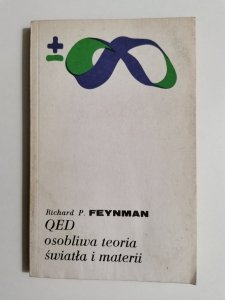 ±
Richard P. FEYNMAN
QED
osobliwa teoria
światła i materii